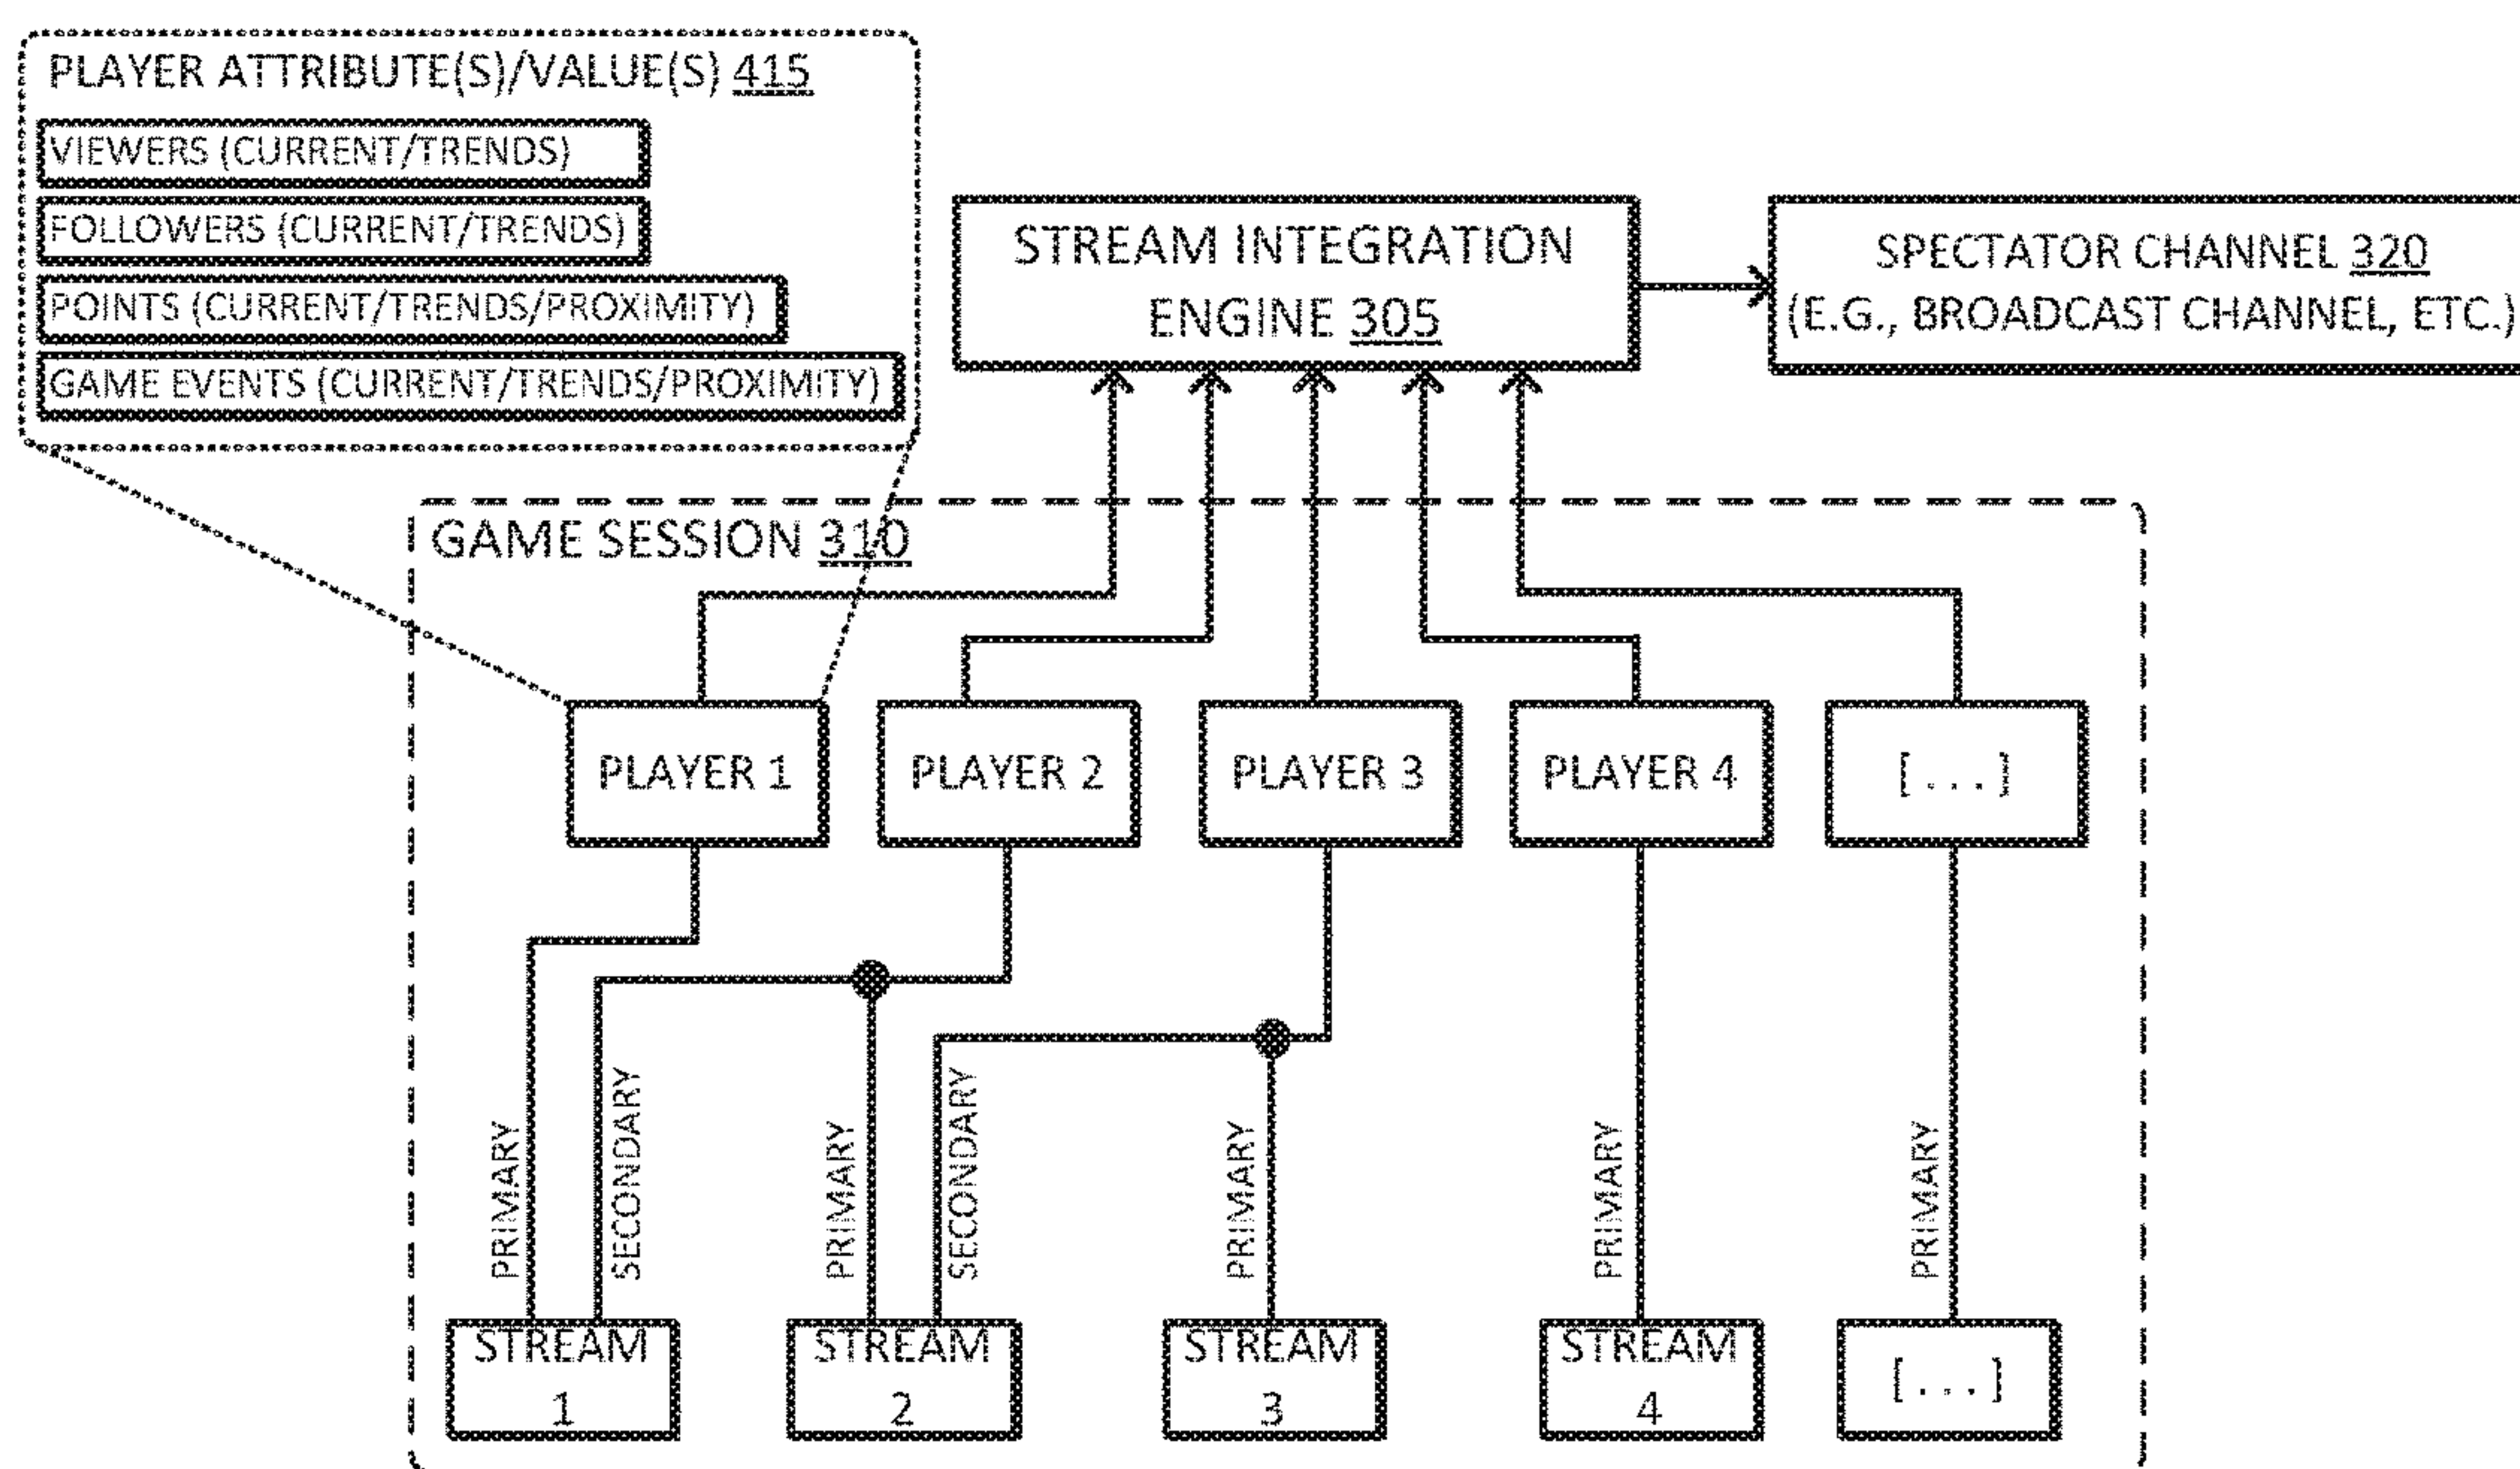 PLAYER ATTRIBUTE(S)/VALUE(S) 415
VIEWERS (CURRENT/TRENDS)
FOLLOWERS (CURRENT/TRENDS)
POINTS (CURRENT/TRENDS/PROXIMITY)
GAME EVENTS (CURRENT/TRENDS/PROXIMITY)
STREAM INTEGRATION
ENGINE 305
SPECTATOR CHANNEL 320
(E.G., BROADCAST CHANNEL, ETC.)
GAME SESSION 310
PLAYER 1
PLAYER 2
PLAYER 3
PLAYER 4
[...]
PRIMARY
SECONDARY
PRIMARY
SECONDARY
PRIMARY
PRIMARY
PRIMARY
STREAM
1
STREAM
2
STREAM
3
STREAM
4
[...]